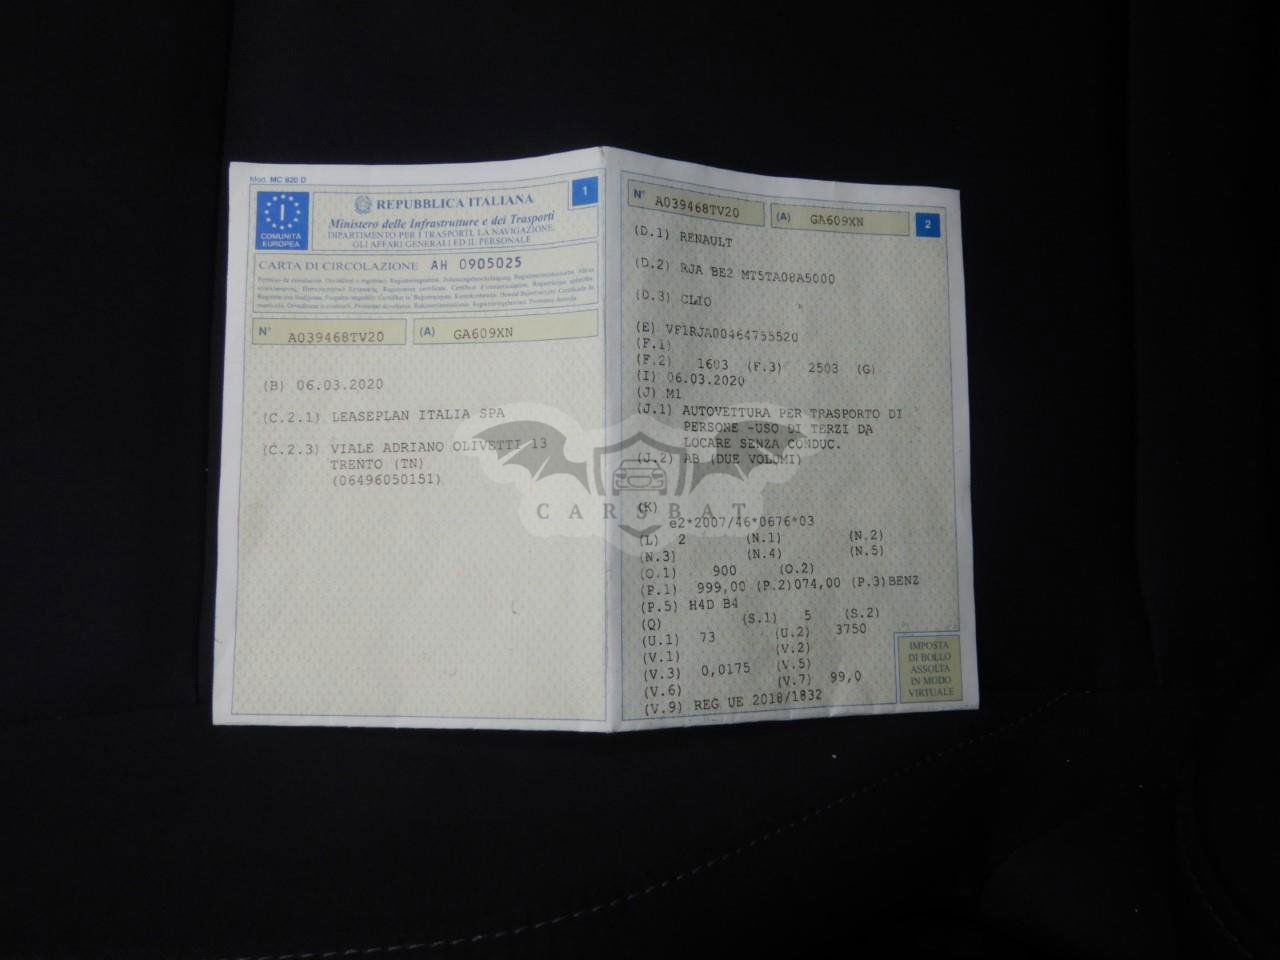 Mod. MC 820 D
1
COMUNITÀ
EUROPEA
I
REPUBBLICA ITALIANA
Ministero delle Infrastrutture e dei Trasporti
DIPARTIMENTO PER I TRASPORTI, LA NAVIGAZIONE,
GLI AFFARI GENERALI ED IL PERSONALE
CARTA DI CIRCOLAZIONE AH 0905025
N° A039468TV20 (A) GA609XN
(B) 06.03.2020
(C.2.1) LEASEPLAN ITALIA SPA
(C.2.3) VIALE ADRIANO OLIVETTI 13
TRENTO (TN)
(06496050151)
N° A039468TV20 (A) GA609XN 2
(D.1) RENAULT
(D.2) RJA BE2 MT5TA08A5000
(D.3) CLIO
(E) VF1RJA00464755520
(F.1)
(F.2) 1603 (F.3) 2503 (G)
(I) 06.03.2020
(J) M1
(J.1) AUTOVETTURA PER TRASPORTO DI
PERSONE -USO DI TERZI DA
LOCARE SENZA CONDUC.
(J.2) AB (DUE VOLUMI)
CARSBAT
(K)
e2*2007/46*0676*03
(L) 2 (N.1) (N.2)
(N.3) (N.4) (N.5)
(O.1) 900 (O.2)
(P.1) 999,00 (P.2)074,00 (P.3)BENZ
(P.5) H4D B4
(Q) (S.1) 5 (S.2)
(U.1) 73 (U.2) 3750
(V.1) (V.2)
(V.3) 0,0175 (V.5)
(V.6) (V.7) 99,0
(V.9) REG UE 2018/1832
IMPOSTA
DI BOLLO
ASSOLTA
IN MODO
VIRTUALE